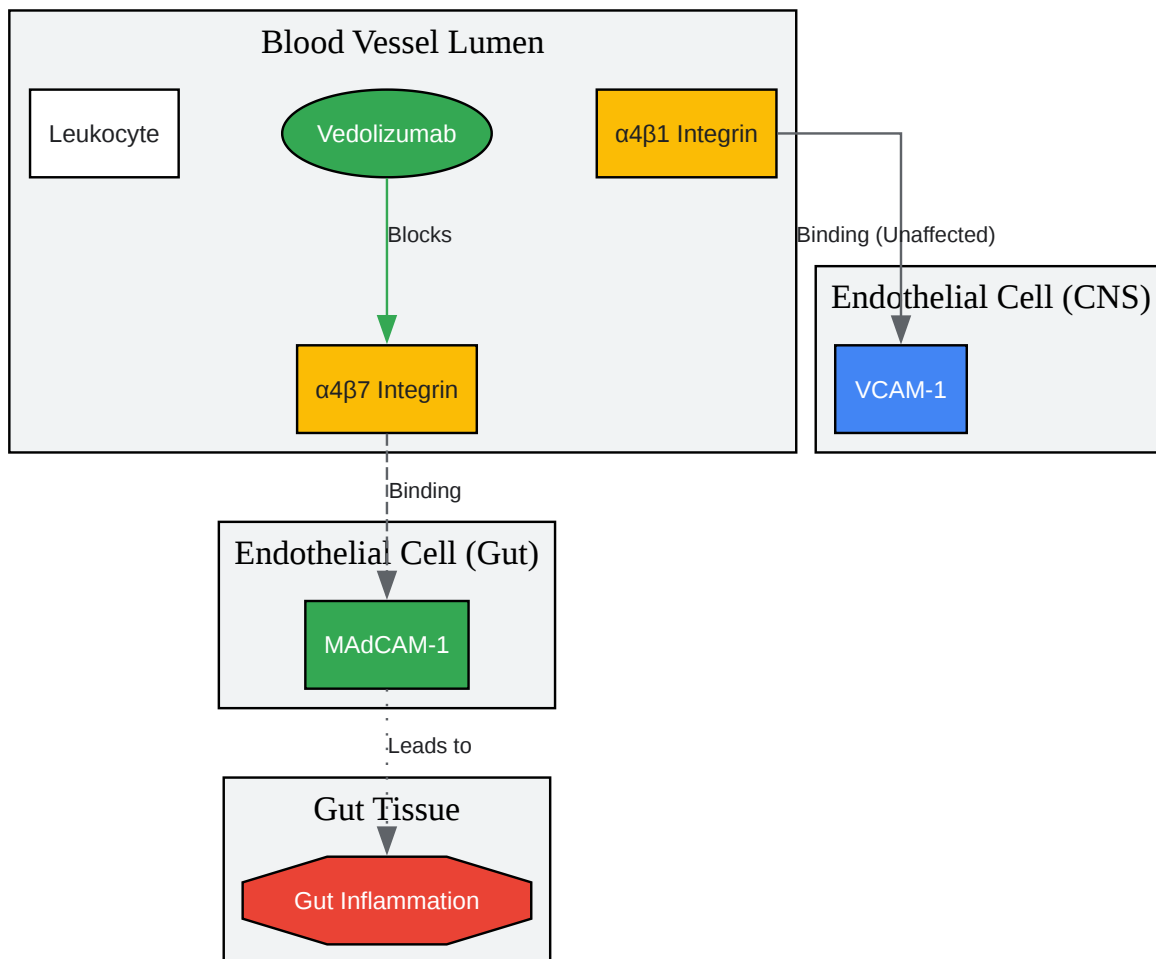 Blood Vessel Lumen
Leukocyte
Vedolizumab
α4β1 Integrin
Blocks
Binding (Unaffected)
Endothelial Cell (CNS)
α4β7 Integrin
VCAM-1
Binding
Endothelial Cell (Gut)
MAdCAM-1
Leads to
Gut Tissue
Gut Inflammation